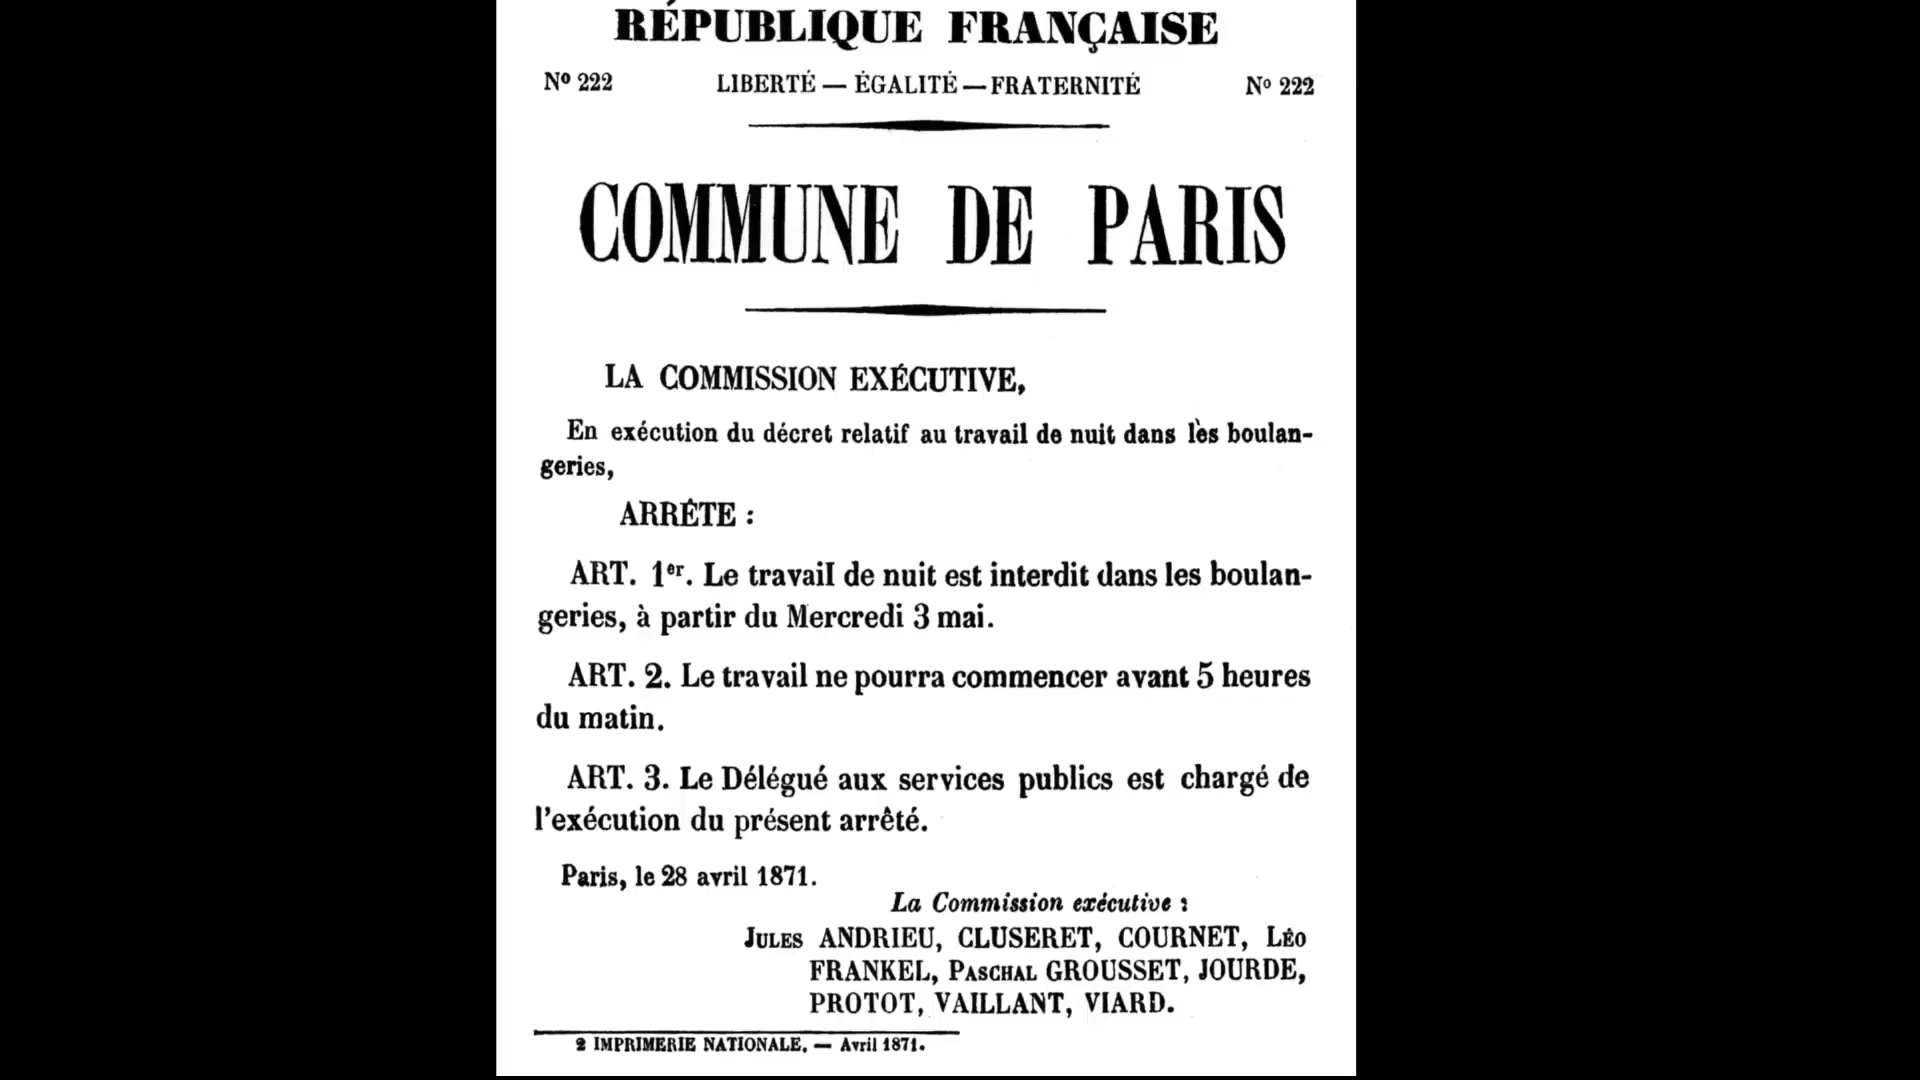 RÉPUBLIQUE FRANÇAISE
Nº 222 LIBERTÉ — ÉGALITÉ — FRATERNITÉ Nº 222
COMMUNE DE PARIS
LA COMMISSION EXÉCUTIVE,
En exécution du décret relatif au travail de nuit dans les boulan-
geries,
ARRÊTE :
ART. 1er. Le travail de nuit est interdit dans les boulan-
geries, à partir du Mercredi 3 mai.
ART. 2. Le travail ne pourra commencer avant 5 heures
du matin.
ART. 3. Le Délégué aux services publics est chargé de
l'exécution du présent arrêté.
Paris, le 28 avril 1871.
La Commission exécutive :
JULES ANDRIEU, CLUSERET, COURNET, LÉO
FRANKEL, PASCHAL GROUSSET, JOURDE,
PROTOT, VAILLANT, VIARD.
2 IMPRIMERIE NATIONALE. — Avril 1871.